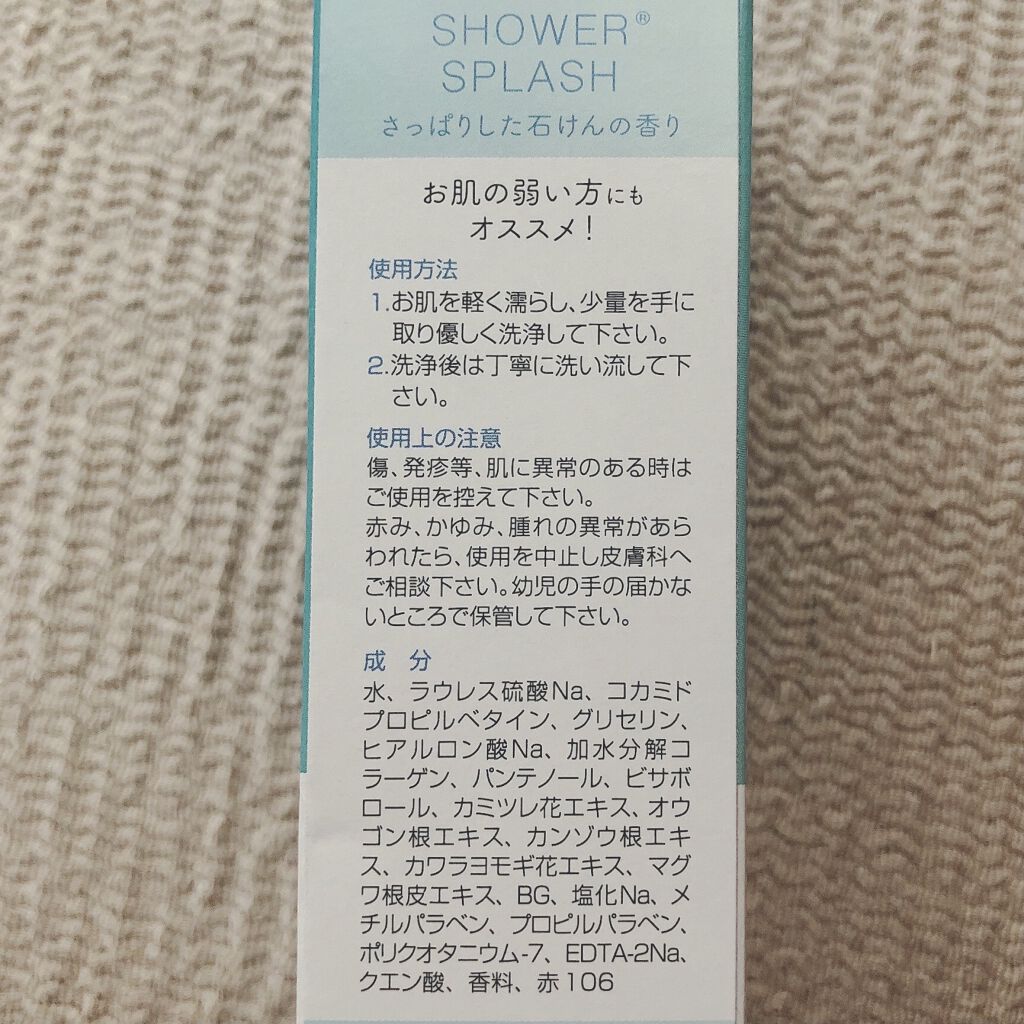 SHOWER®
SPLASH
さっぱりした石けんの香り
お肌の弱い方にも
オススメ!
使用方法
1.お肌を軽く濡らし、少量を手に
取り優しく洗浄して下さい。
2.洗浄後は丁寧に洗い流して下
さい。
使用上の注意
傷、発疹等、肌に異常のある時は
ご使用を控えて下さい。
赤み、かゆみ、腫れの異常があら
われたら、使用を中止し皮膚科へ
ご相談下さい。幼児の手の届かな
いところで保管して下さい。
成 分
水、ラウレス硫酸Na、コカミド
プロピルベタイン、グリセリン、
ヒアルロン酸Na、加水分解コ
ラーゲン、パンテノール、ビサボ
ロール、カミツレ花エキス、オウ
ゴン根エキス、カンゾウ根エキ
ス、カワラヨモギ花エキス、マグ
ワ根皮エキス、BG、塩化Na、メ
チルパラベン、プロピルパラベン、
ポリクオタニウム-7、EDTA-2Na、
クエン酸、香料、赤106